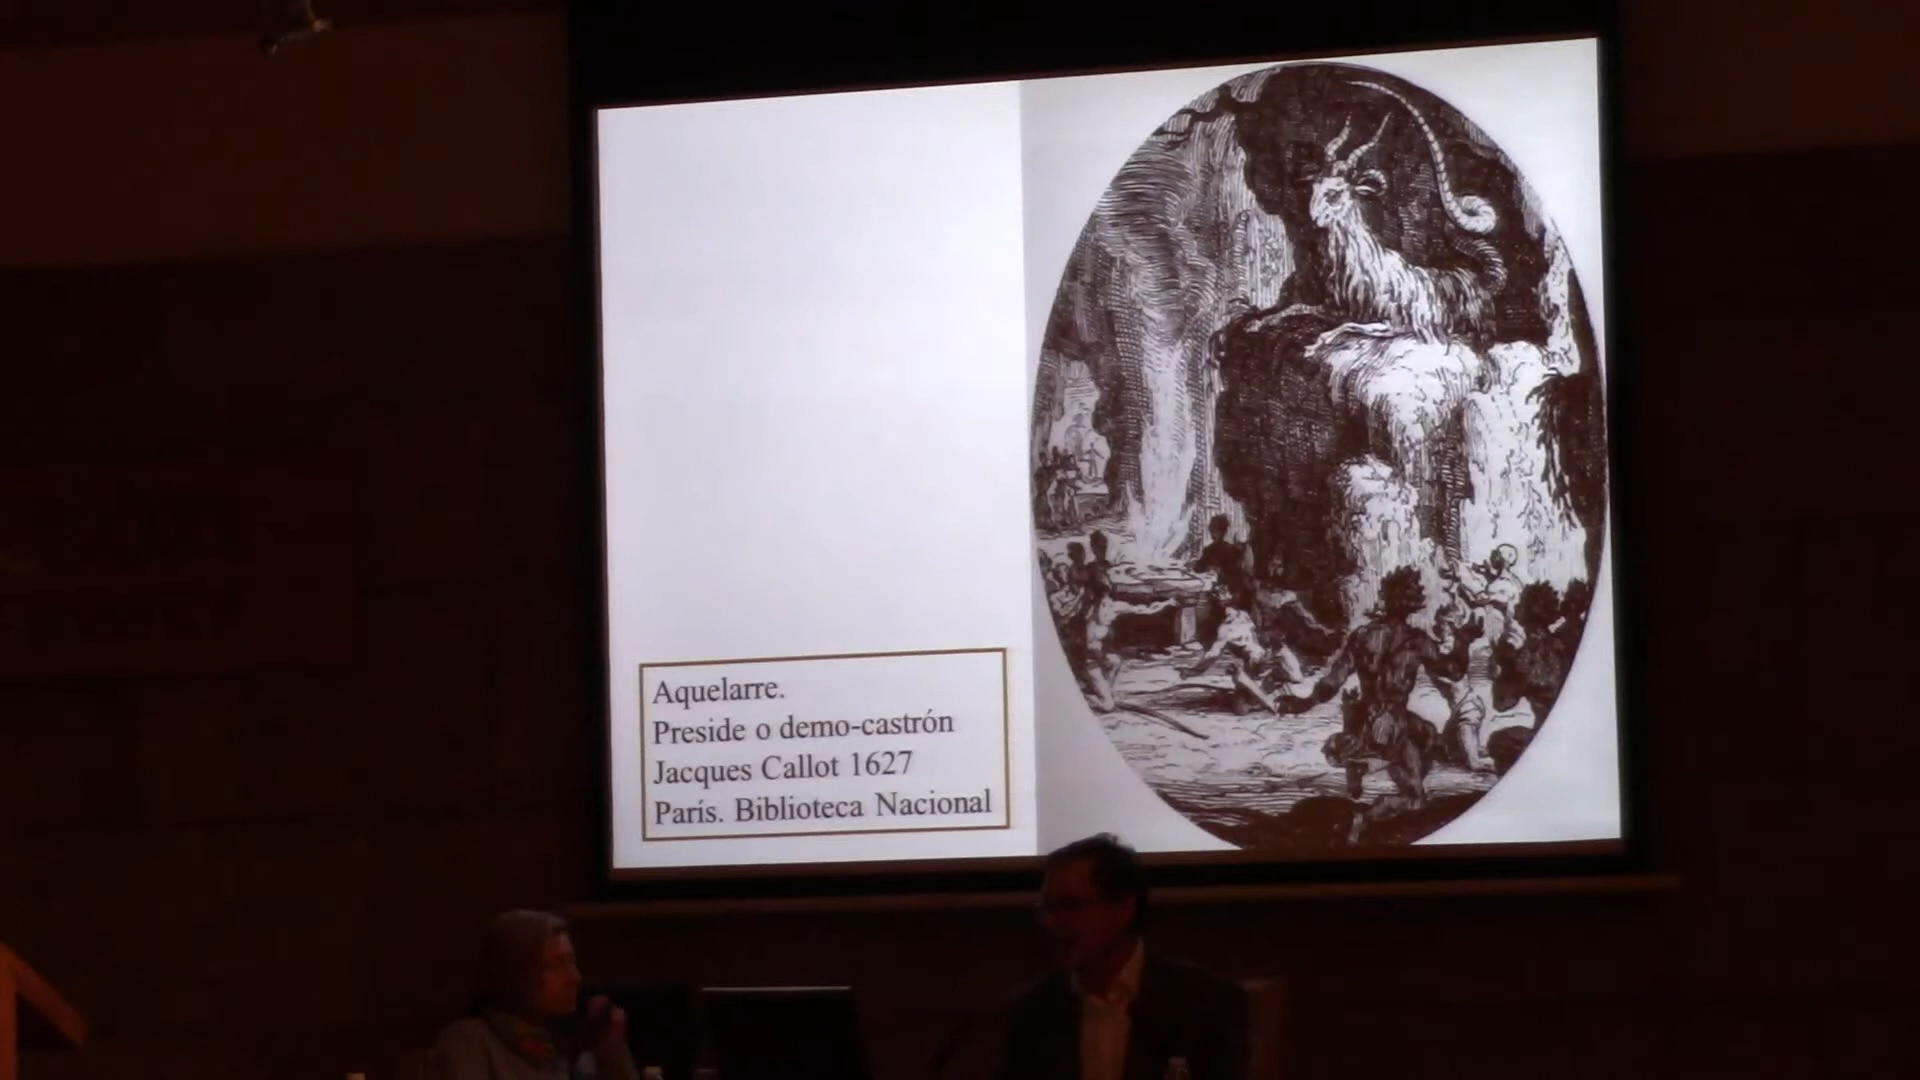 Aquelarre.
Preside o demo-castrón
Jacques Callot 1627
París. Biblioteca Nacional